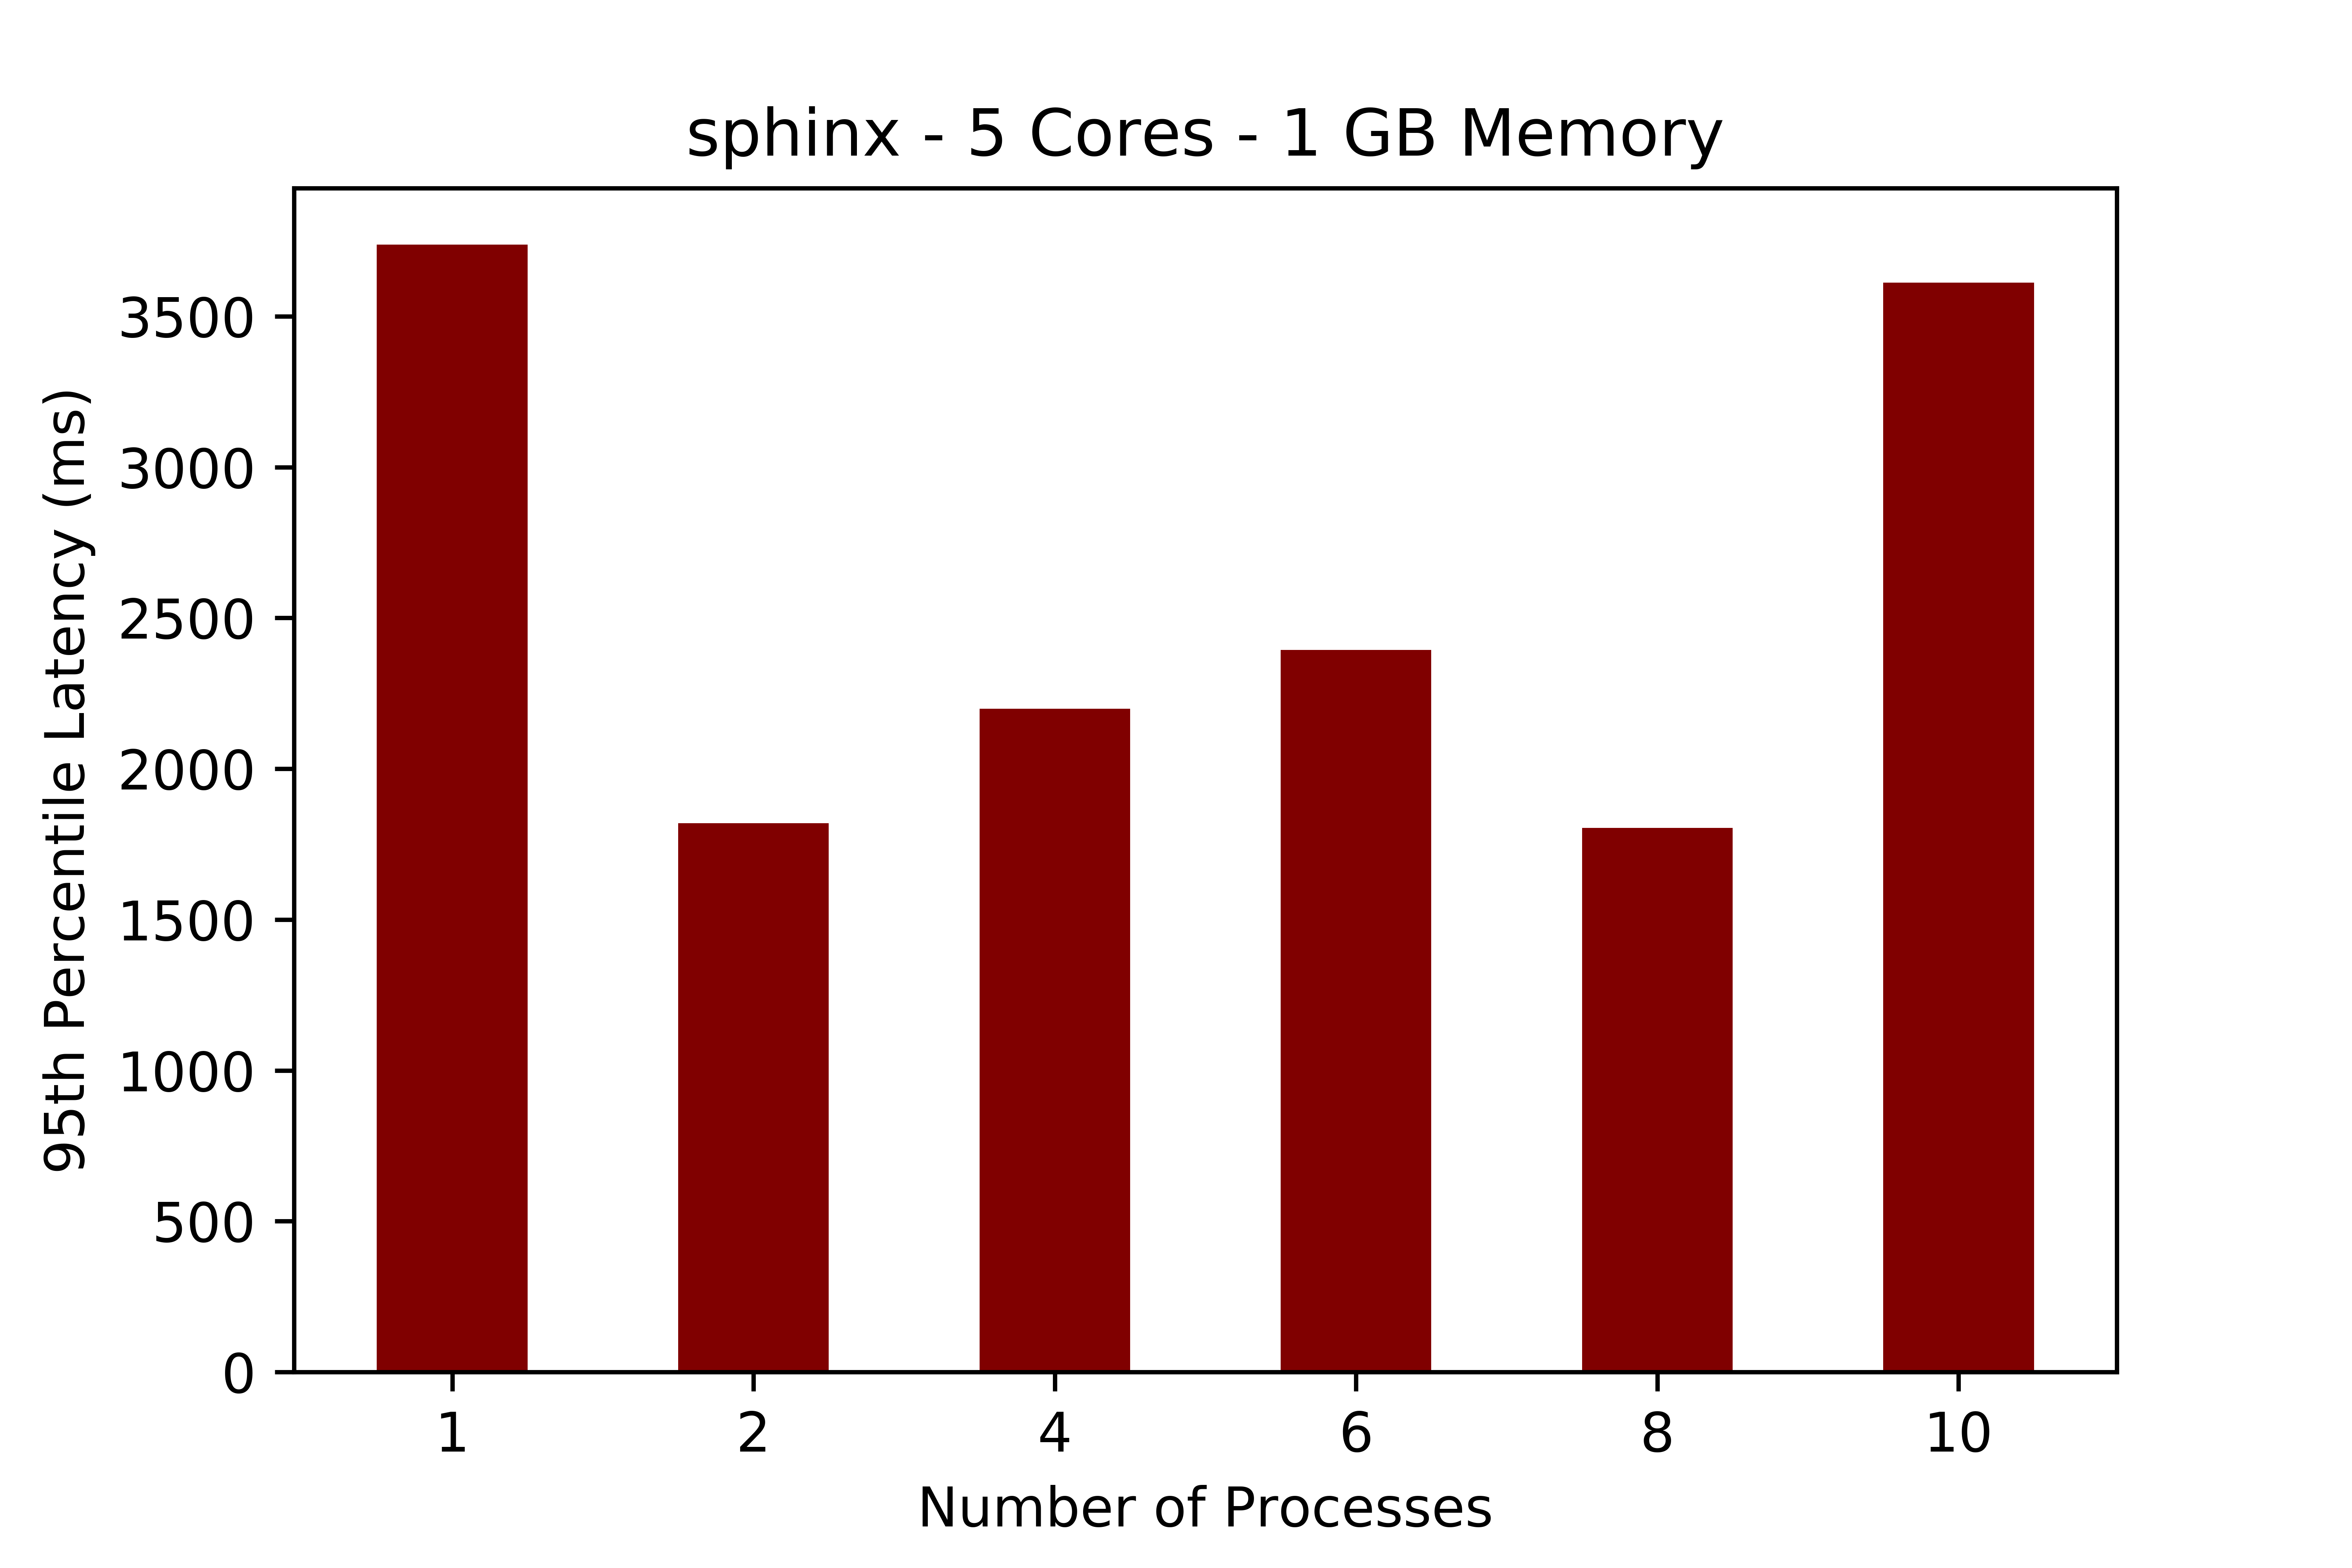 sphinx - 5 Cores - 1 GB Memory
95th Percentile Latency (ms)
3500
3000
2500
2000
1500
1000
500
0
1 2 4 6 8 10
Number of Processes